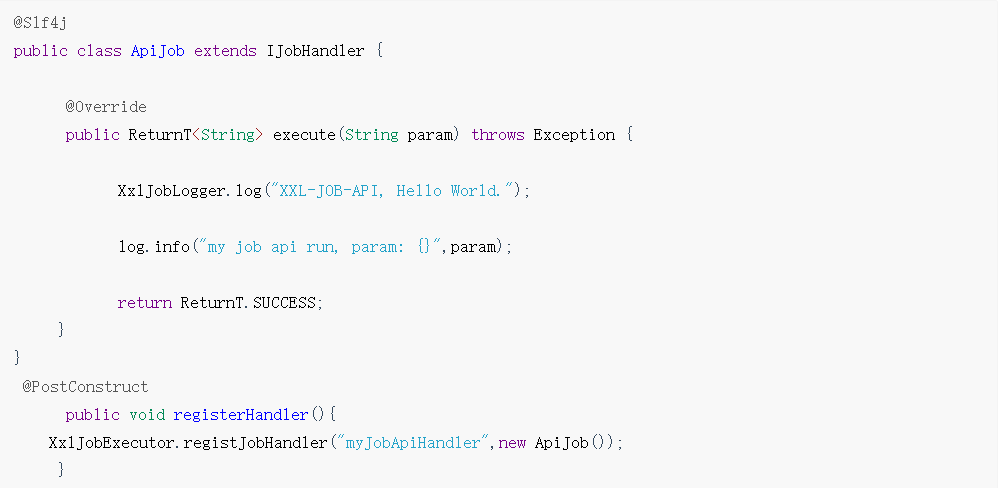 @Slf4j
public class ApiJob extends IJobHandler {
@Override
public ReturnT<String> execute(String param) throws Exception {
XxlJobLogger.log("XXL-JOB-API, Hello World.");
log.info("my job api run, param: {}",param);
return ReturnT.SUCCESS;
}
}
@PostConstruct
public void registerHandler(){
XxlJobExecutor.registJobHandler("myJobApiHandler",new ApiJob());
}